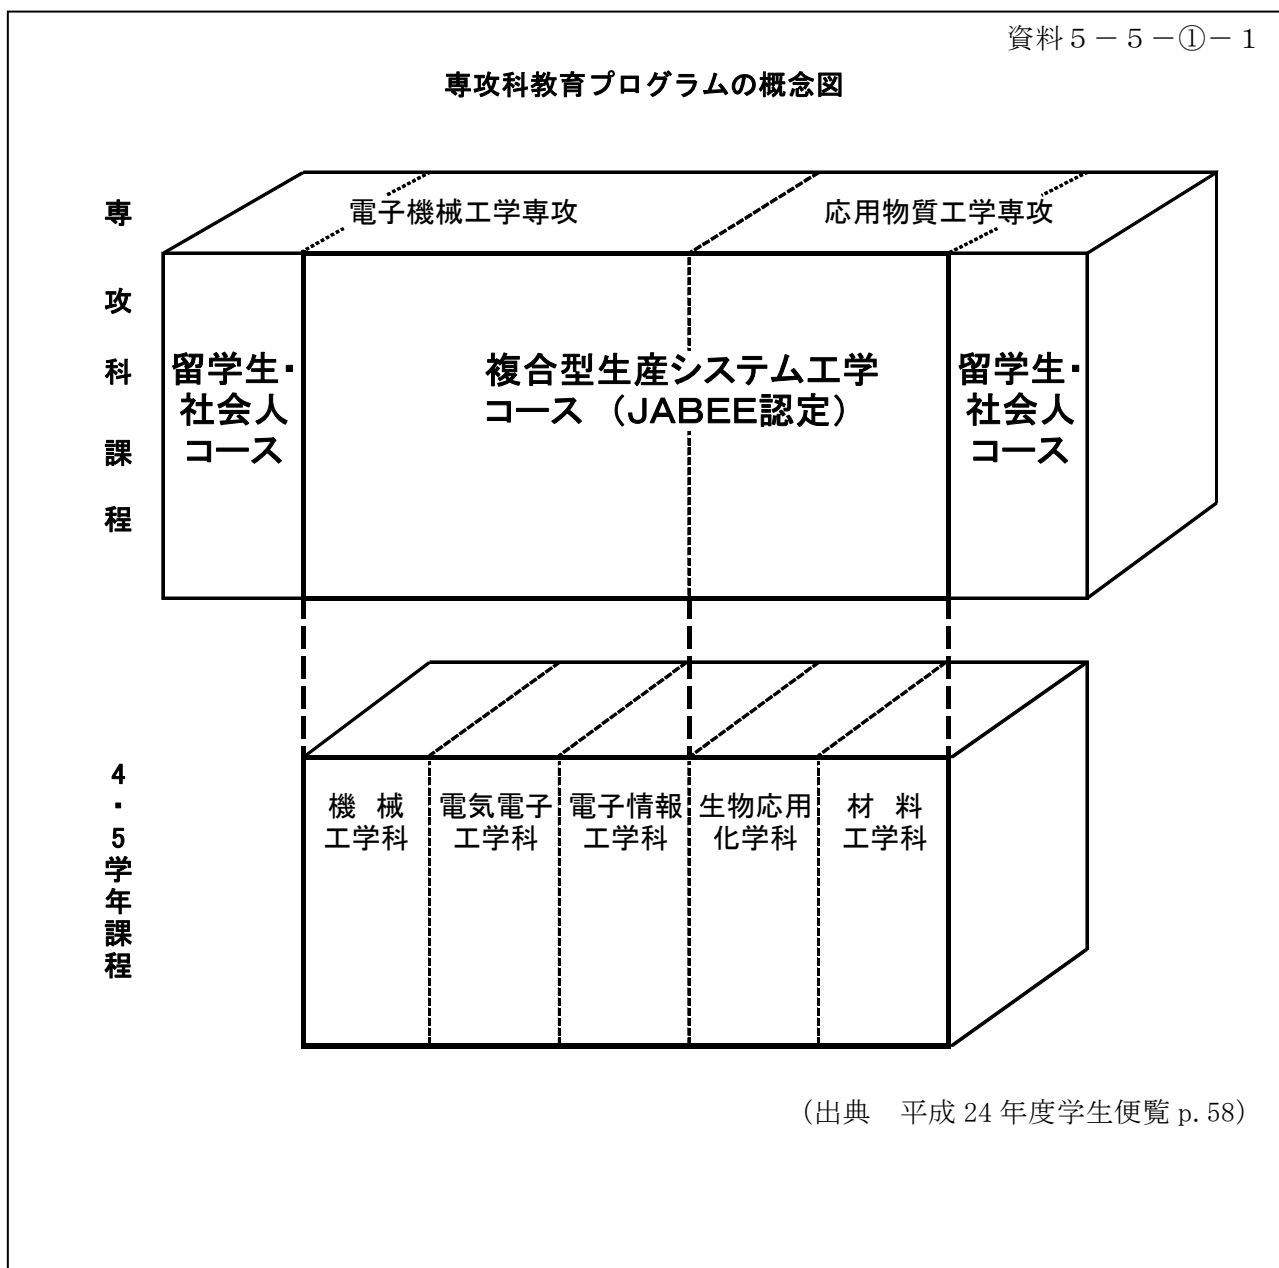 資料５－５－①－１
専攻科教育プログラムの概念図
専攻科課程
電子機械工学専攻
応用物質工学専攻
留学生・
社会人
コース
複合型生産システム工学
コース （JABEE認定）
留学生・
社会人
コース
4・5学年課程
機 械
工学科
電気電子
工学科
電子情報
工学科
生物応用
化学科
材 料
工学科
（出典　平成 24 年度学生便覧 p.58）